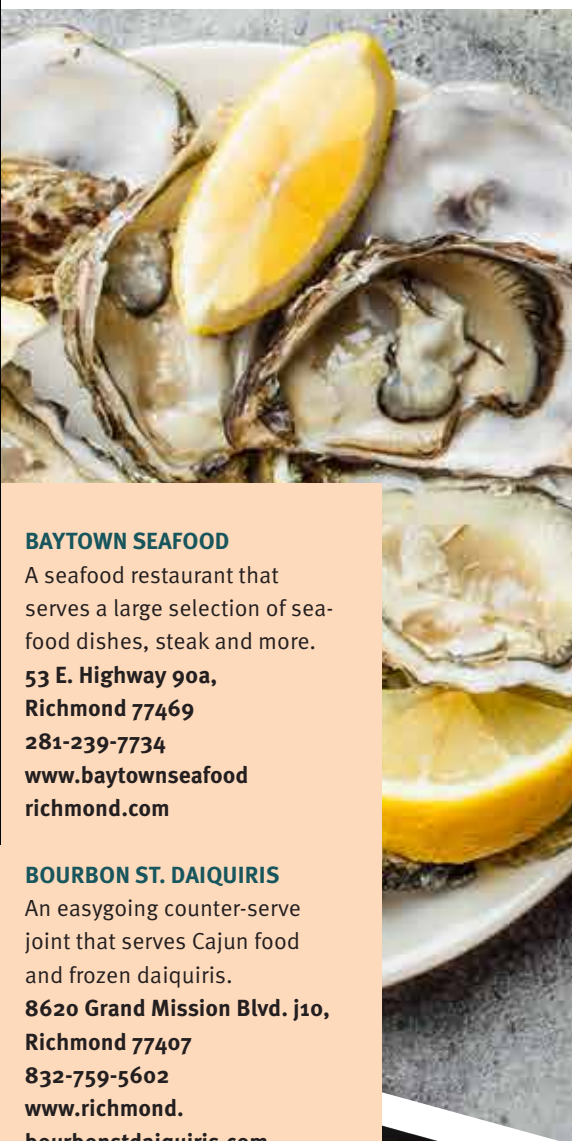 BAYTOWN SEAFOOD
A seafood restaurant that
serves a large selection of sea-
food dishes, steak and more.
53 E. Highway 90a,
Richmond 77469
281-239-7734
www.baytownseafood
richmond.com
BOURBON ST. DAIQUIRIS
An easygoing counter-serve
joint that serves Cajun food
and frozen daiquiris.
8620 Grand Mission Blvd. j10,
Richmond 77407
832-759-5602
www.richmond.
bourbonstdaiquiris.com